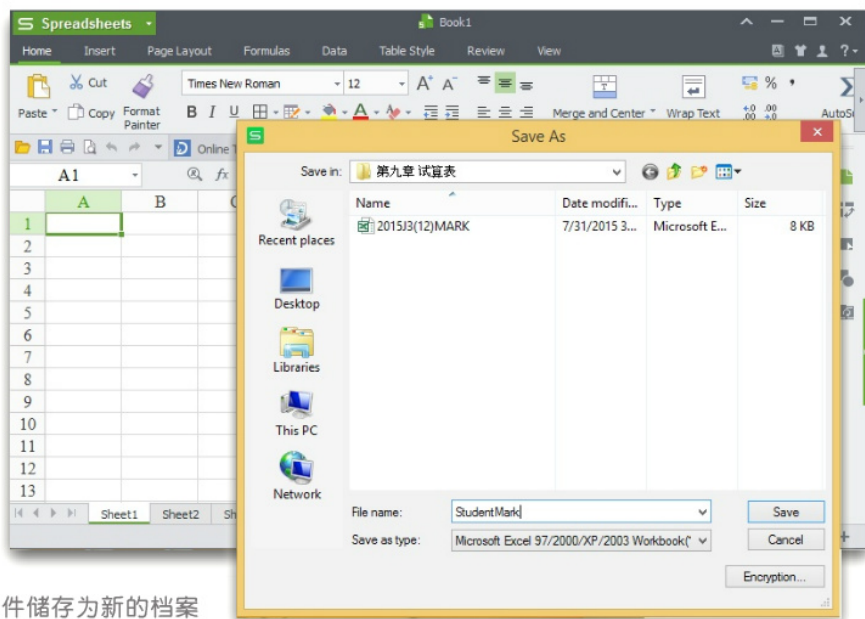 Spreadsheets
Book1
Home Insert Page Layout Formulas Data Table Style Review View
Cut Times New Roman 12 A⁺ A⁻ %
Paste Copy Format Painter B I U A Merge and Center Wrap Text AutoS
Online
A1 fx
A B
1
2
3
4
5
6
7
8
9
10
11
12
13
Sheet1 Sheet2 Sh
Save As
Save in: 第九章 试算表
Name Date modifi... Type Size
2015J3(12)MARK 7/31/2015 3... Microsoft E... 8 KB
Recent places
Desktop
Libraries
This PC
Network
File name: StudentMark Save
Save as type: Microsoft Excel 97/2000/XP/2003 Workbook(* Cancel
Encryption...
件储存为新的档案